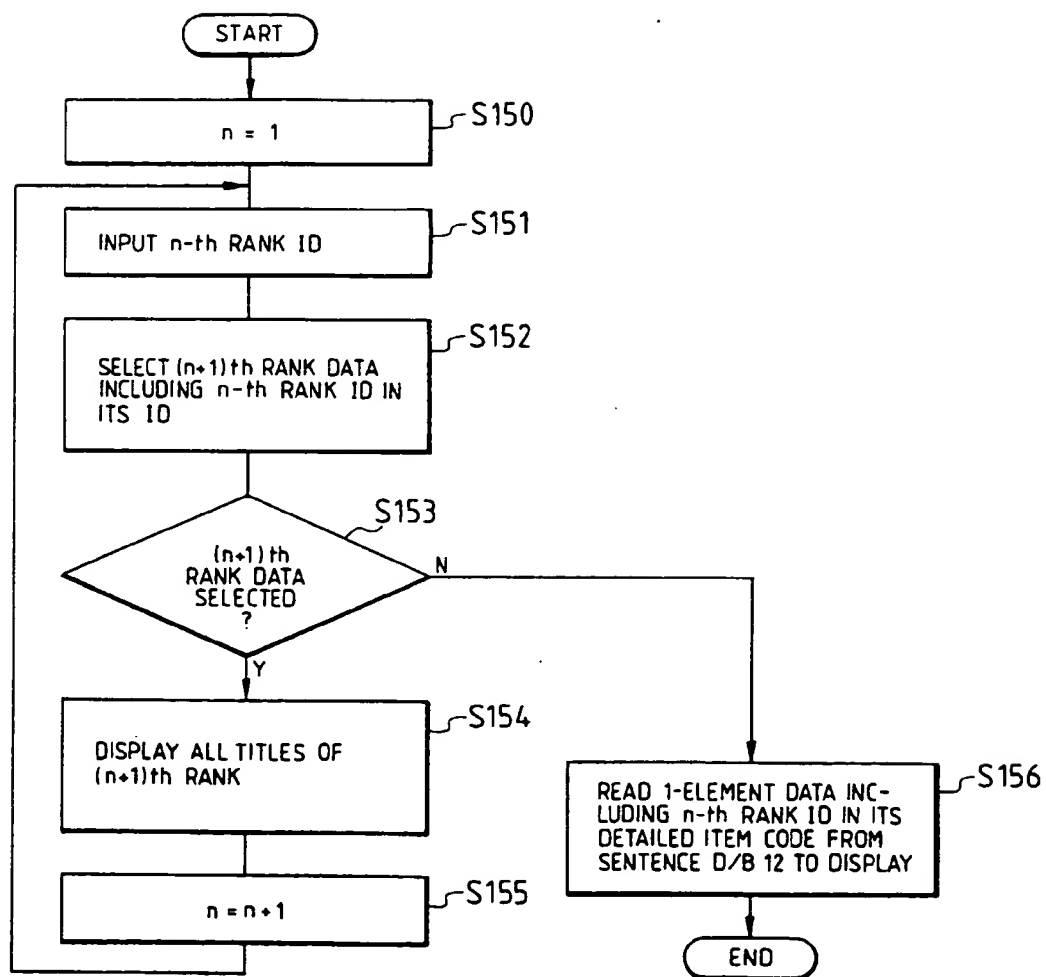 START
n = 1
S150
INPUT n-th RANK ID
S151
SELECT (n+1)th RANK DATA
INCLUDING n-th RANK ID IN
ITS ID
S152
(n+1)th
RANK DATA
SELECTED
?
S153
N
Y
DISPLAY ALL TITLES OF
(n+1)th RANK
S154
n = n+1
S155
READ 1-ELEMENT DATA INC-
LUDING n-th RANK ID IN ITS
DETAILED ITEM CODE FROM
SENTENCE D/B 12 TO DISPLAY
S156
END